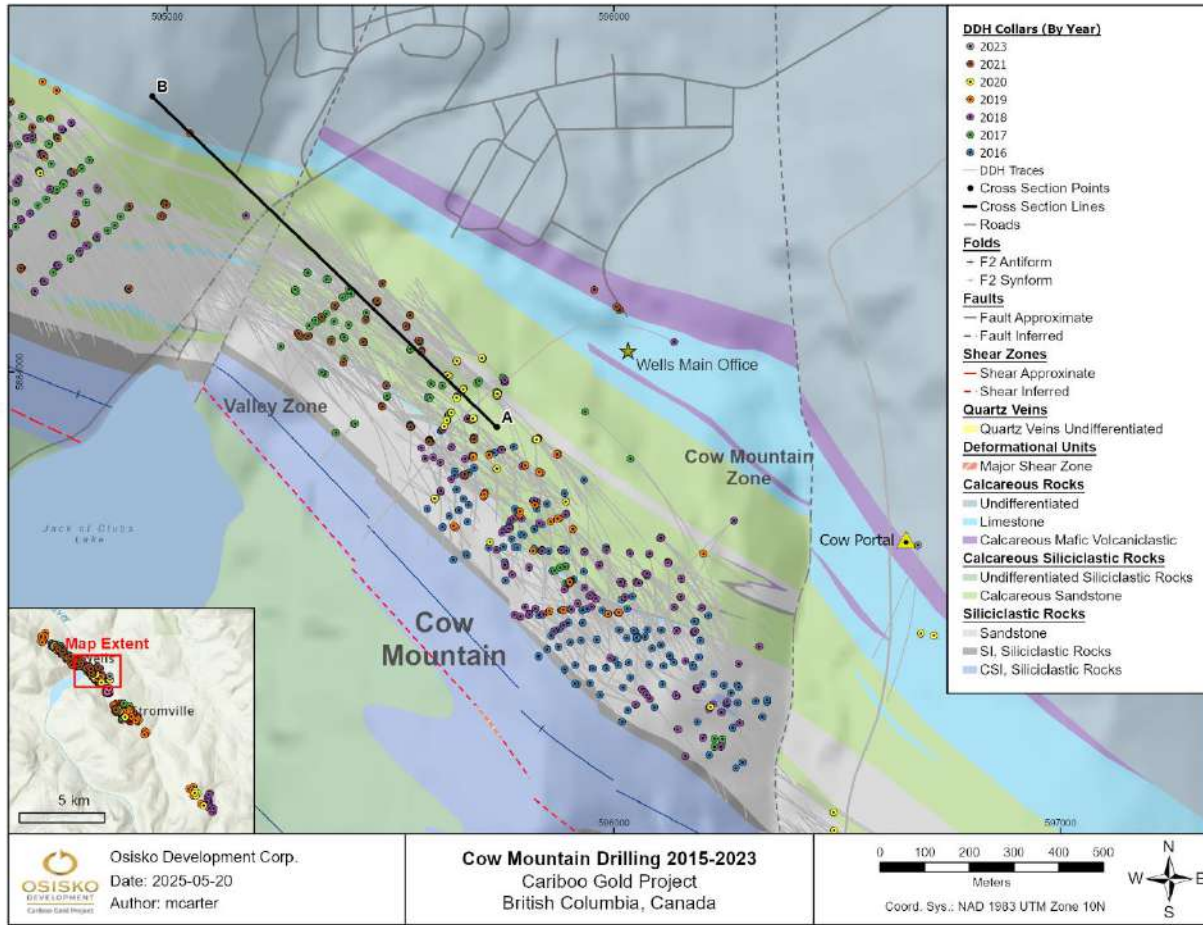 595000
596000
B
A
Wells Main Office
Valley Zone
Cow Mountain
Zone
Cow Portal
Jack of Clubs
Lake
Cow
Mountain
DDH Collars (By Year)
2023
2021
2020
2019
2018
2017
2016
DDH Traces
Cross Section Points
Cross Section Lines
Roads
Folds
F2 Antiform
F2 Synform
Faults
Fault Approximate
Fault Inferred
Shear Zones
Shear Approximate
Shear Inferred
Quartz Veins
Quartz Veins Undifferentiated
Deformational Units
Major Shear Zone
Calcareous Rocks
Undifferentiated
Limestone
Calcareous Mafic Volcaniclastic
Calcareous Siliciclastic Rocks
Undifferentiated Siliciclastic Rocks
Calcareous Sandstone
Siliciclastic Rocks
Sandstone
SI, Siliciclastic Rocks
CSI, Siliciclastic Rocks
Map Extent
5 km
596000
597000
OSISKO
DEVELOPMENT
Cariboo Gold Project
Osisko Development Corp.
Date: 2025-05-20
Author: mcarter
Cow Mountain Drilling 2015-2023
Cariboo Gold Project
British Columbia, Canada
0 100 200 300 400 500
Meters
Coord. Sys.: NAD 1983 UTM Zone 10N
N
W E
S